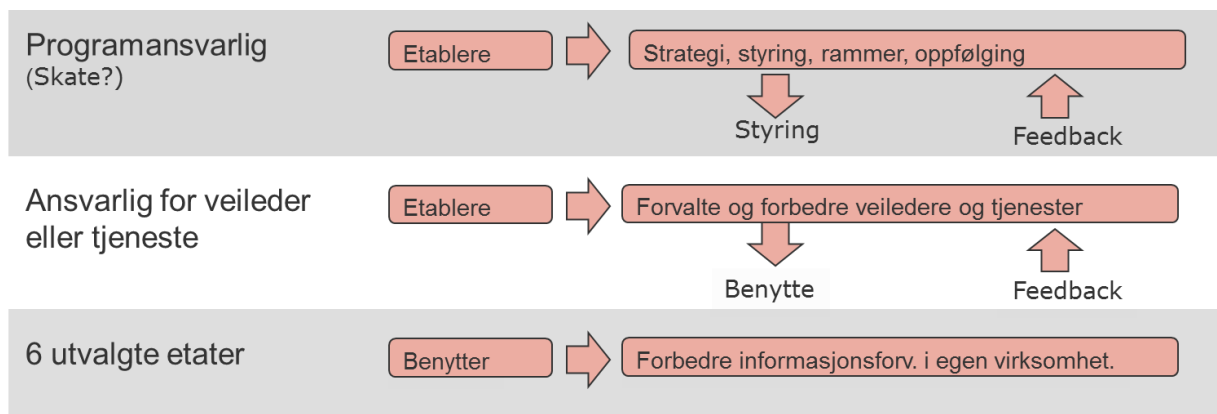 Programansvarlig
(Skate?)
Etablere
Strategi, styring, rammer, oppfølging
Styring
Feedback
Ansvarlig for veileder
eller tjeneste
Etablere
Forvalte og forbedre veiledere og tjenester
Benytte
Feedback
6 utvalgte etater
Benytter
Forbedre informasjonsforv. i egen virksomhet.